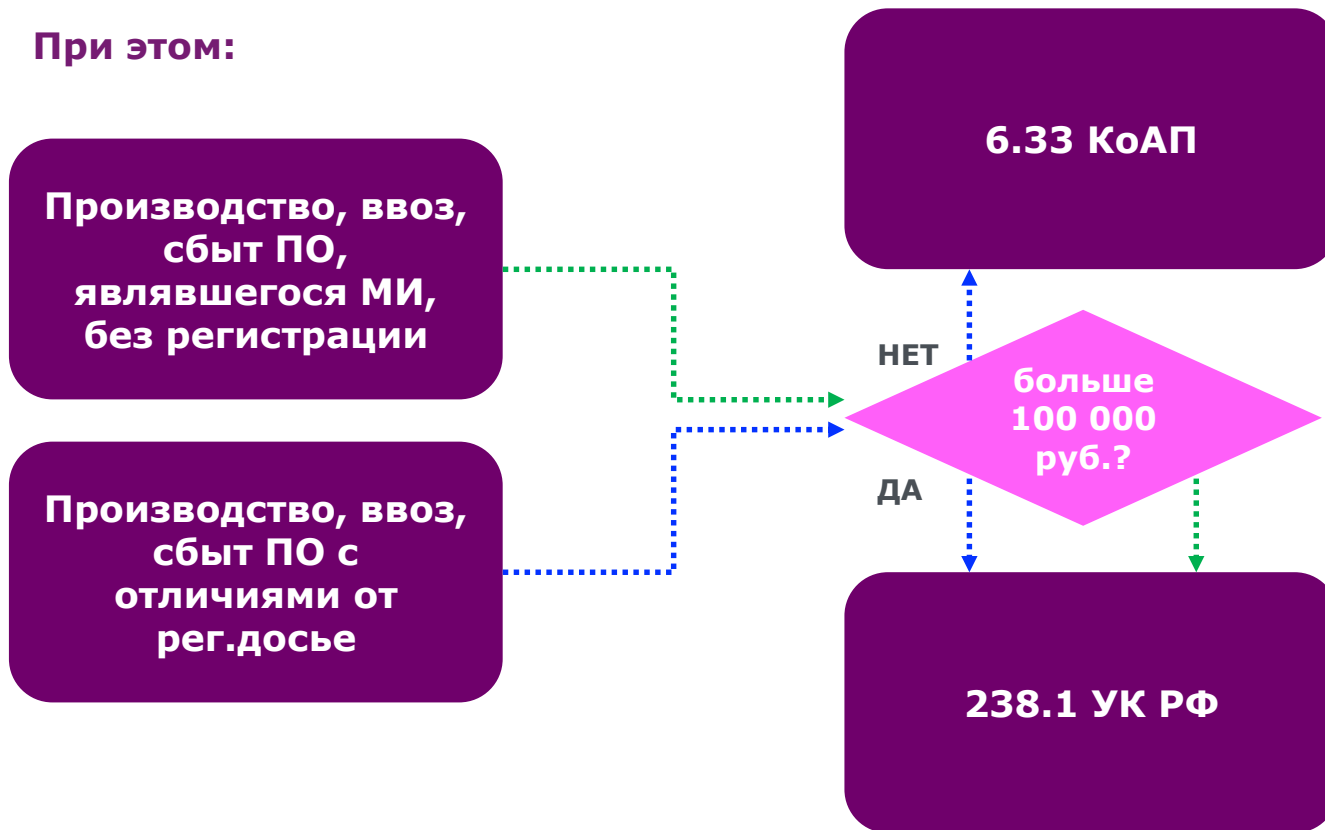 При этом:
6.33 КоАП
Производство, ввоз,
сбыт ПО,
являвшегося МИ,
без регистрации
НЕТ
больше
100 000
руб.?
ДА
Производство, ввоз,
сбыт ПО с
отличиями от
рег.досье
238.1 УК РФ